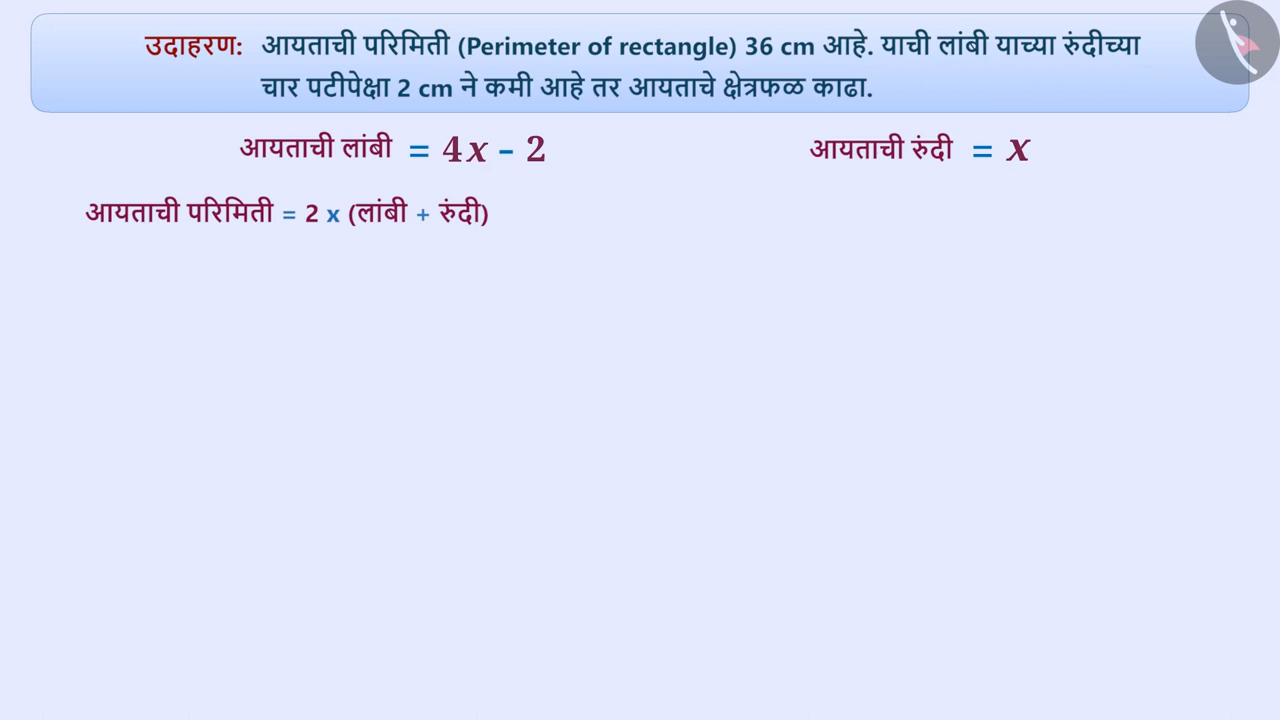 उदाहरण: आयताची परिमिती (Perimeter of rectangle) 36 cm आहे. याची लांबी याच्या रुंदीच्या
चार पटीपेक्षा 2 cm ने कमी आहे तर आयताचे क्षेत्रफळ काढा.
आयताची लांबी = 4x – 2 आयताची रुंदी = x
आयताची परिमिती = 2 x (लांबी + रुंदी)